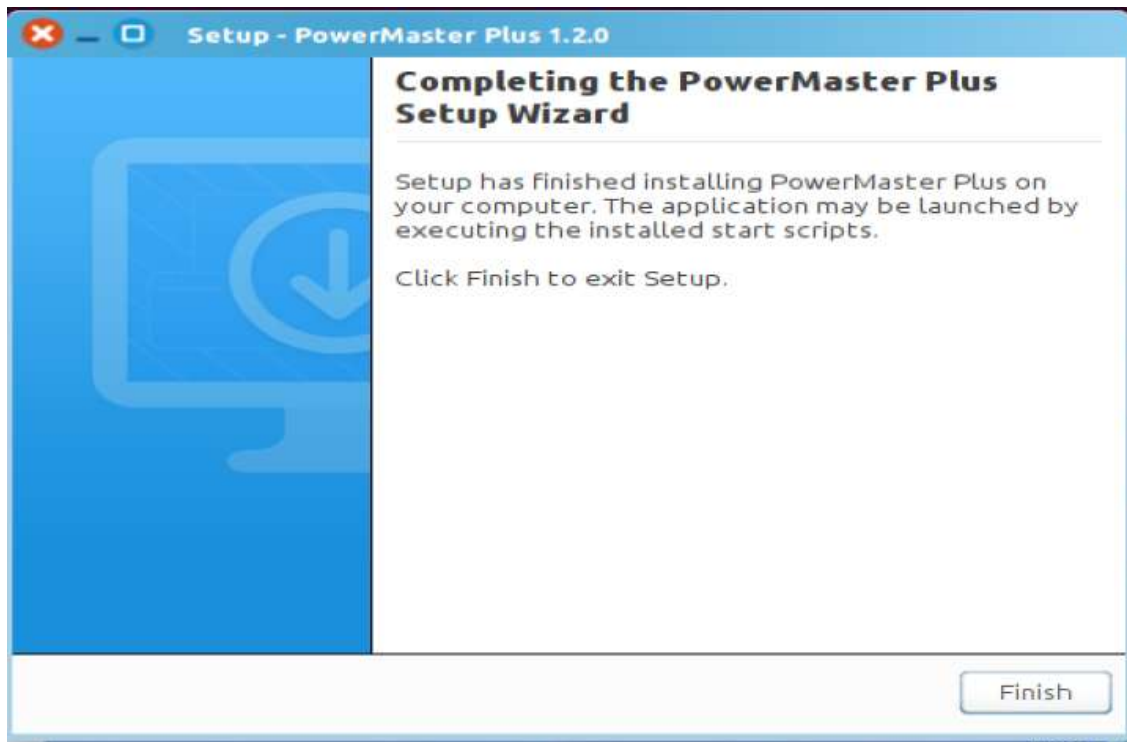 Setup - PowerMaster Plus 1.2.0
Completing the PowerMaster Plus
Setup Wizard
Setup has finished installing PowerMaster Plus on
your computer. The application may be launched by
executing the installed start scripts.
Click Finish to exit Setup.
Finish